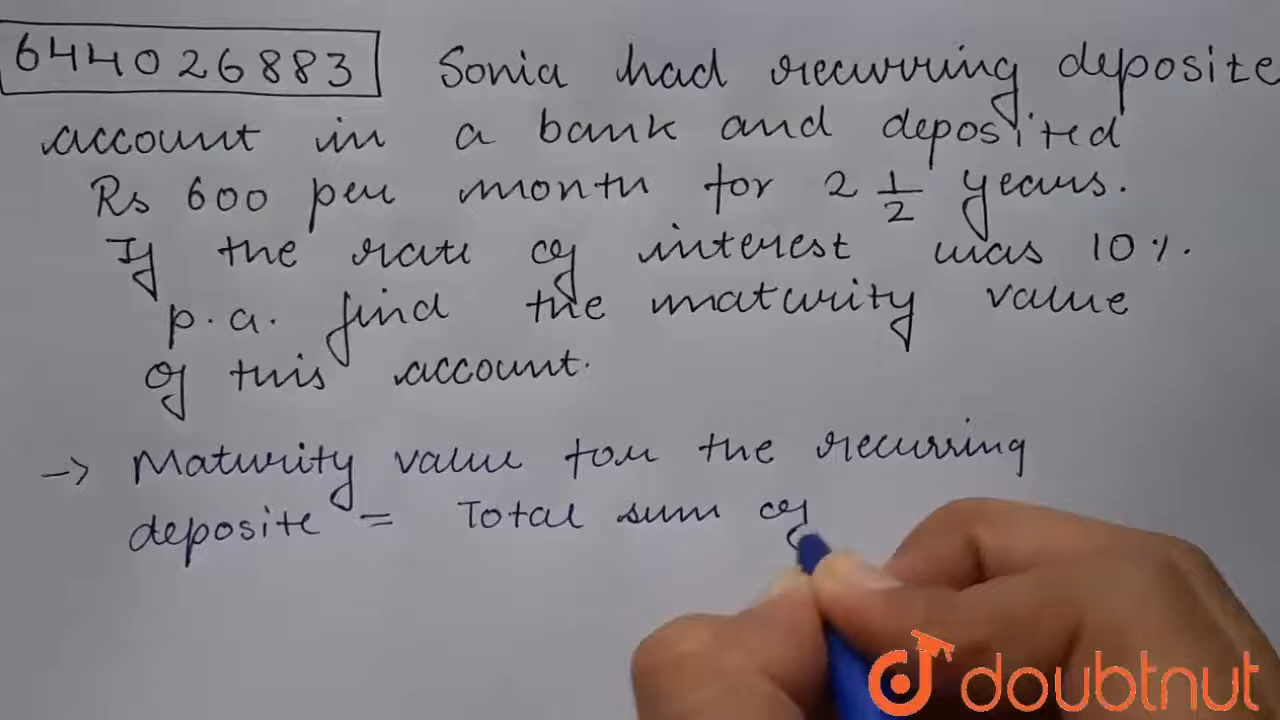 6440 26883 Sonia had recurring deposite
account in a bank and deposited
Rs 600 per month for 2 1/2 years.
If the rate of interest was 10%.
p.a. find the maturity value
of this account.
-> Maturity value for the recurring
deposite = Total sum of
doubtnut